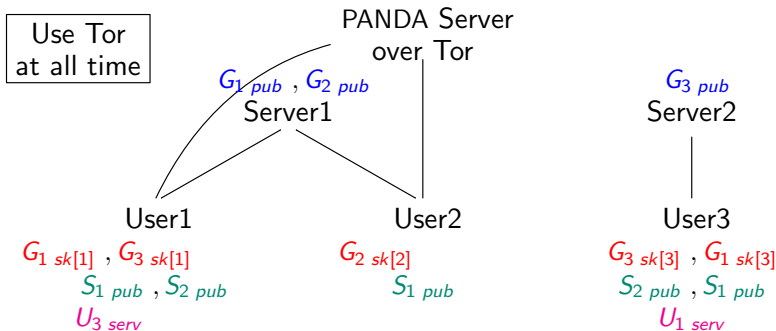 Use Tor
at all time
PANDA Server
over Tor
G1 pub , G2 pub
Server1
G3 pub
Server2
User1
User2
User3
G1 sk[1] , G3 sk[1]
G2 sk[2]
G3 sk[3] , G1 sk[3]
S1 pub , S2 pub
S1 pub
S2 pub , S1 pub
U3 serv
U1 serv